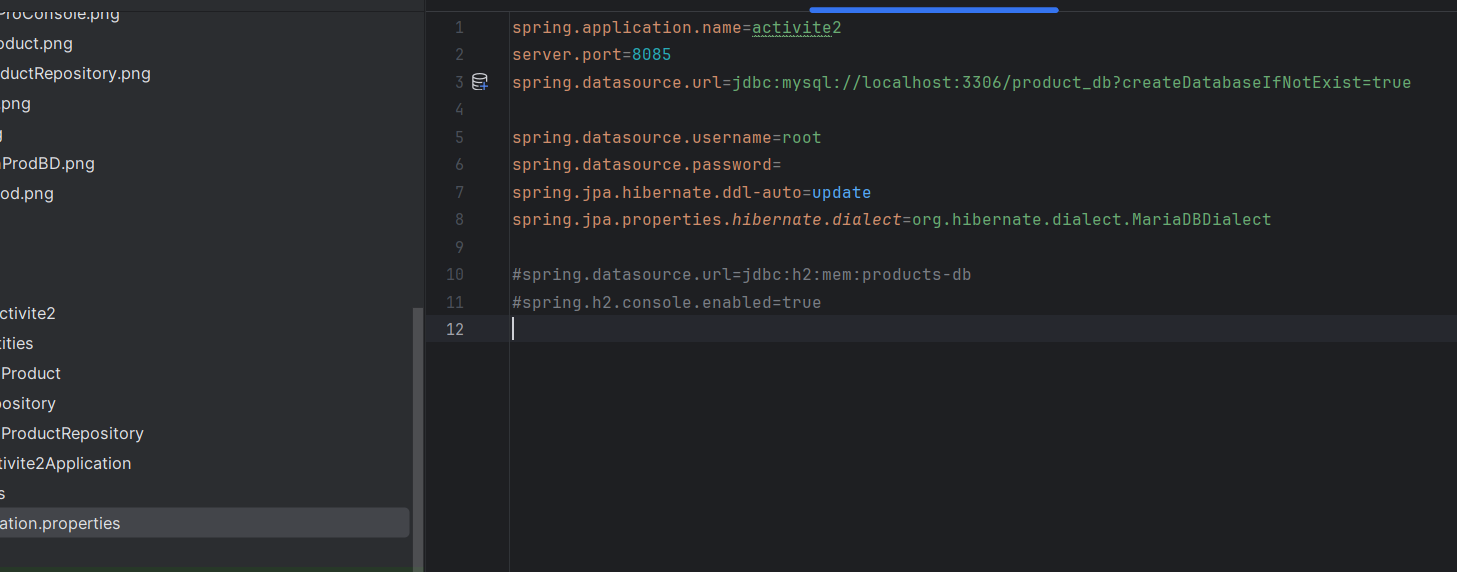 ProConsole.png
oduct.png
ductRepository.png
.png
ProdBD.png
od.png
ctivite2
tities
Product
pository
ProductRepository
tivite2Application
s
ation.properties
1 spring.application.name=activite2
2 server.port=8085
3 spring.datasource.url=jdbc:mysql://localhost:3306/product_db?createDatabaseIfNotExist=true
4
5 spring.datasource.username=root
6 spring.datasource.password=
7 spring.jpa.hibernate.ddl-auto=update
8 spring.jpa.properties.hibernate.dialect=org.hibernate.dialect.MariaDBDialect
9
10 #spring.datasource.url=jdbc:h2:mem:products-db
11 #spring.h2.console.enabled=true
12